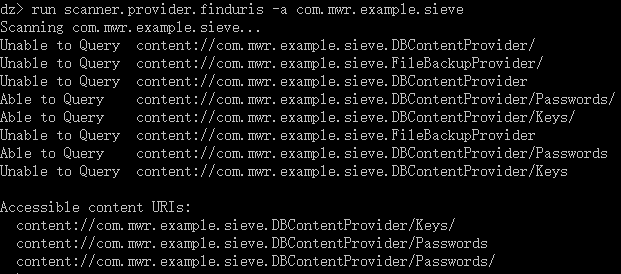 dz> run scanner.provider.finduris -a com.mwr.example.sieve
Scanning com.mwr.example.sieve...
Unable to Query  content://com.mwr.example.sieve.DBContentProvider/
Unable to Query  content://com.mwr.example.sieve.FileBackupProvider/
Unable to Query  content://com.mwr.example.sieve.DBContentProvider
Able to Query    content://com.mwr.example.sieve.DBContentProvider/Passwords/
Able to Query    content://com.mwr.example.sieve.DBContentProvider/Keys/
Unable to Query  content://com.mwr.example.sieve.FileBackupProvider
Able to Query    content://com.mwr.example.sieve.DBContentProvider/Passwords
Unable to Query  content://com.mwr.example.sieve.DBContentProvider/Keys

Accessible content URIs:
  content://com.mwr.example.sieve.DBContentProvider/Keys/
  content://com.mwr.example.sieve.DBContentProvider/Passwords
  content://com.mwr.example.sieve.DBContentProvider/Passwords/